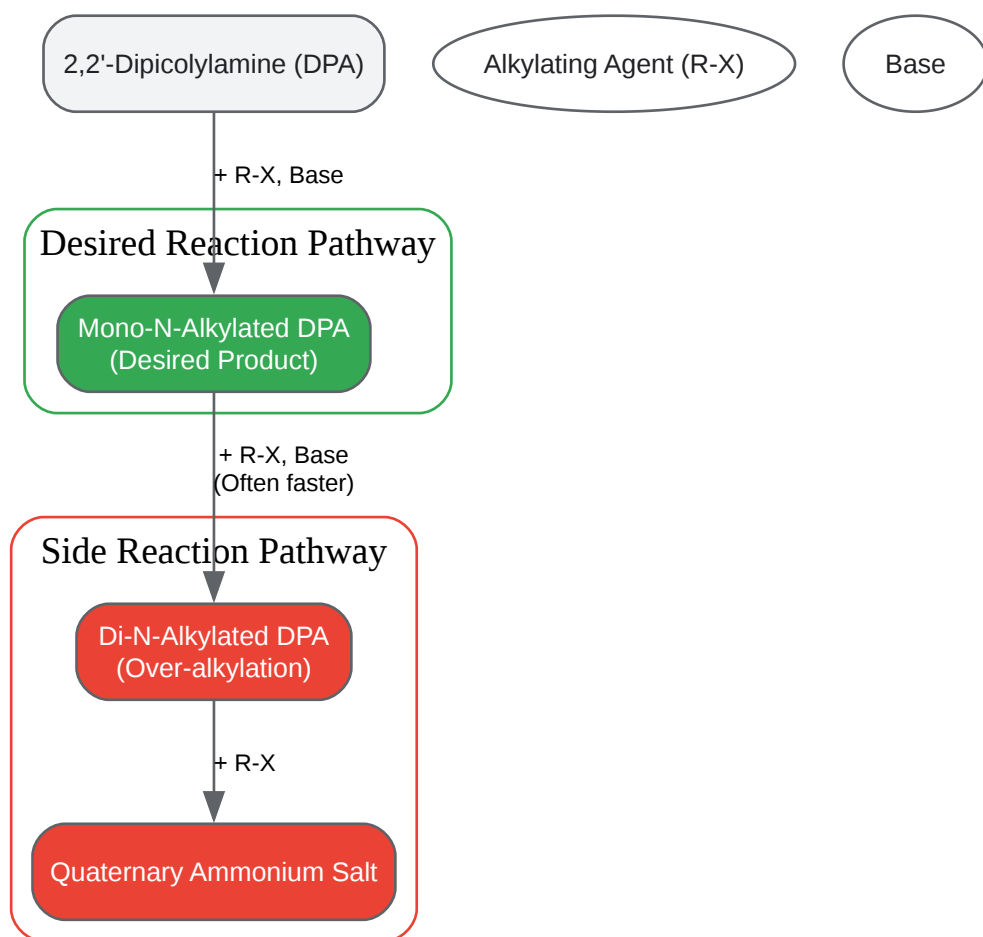 2,2'-Dipicolylamine (DPA)
Alkylating Agent (R-X)
Base
+ R-X, Base
Desired Reaction Pathway
Mono-N-Alkylated DPA
(Desired Product)
+ R-X, Base
(Often faster)
Side Reaction Pathway
Di-N-Alkylated DPA
(Over-alkylation)
+ R-X
Quaternary Ammonium Salt